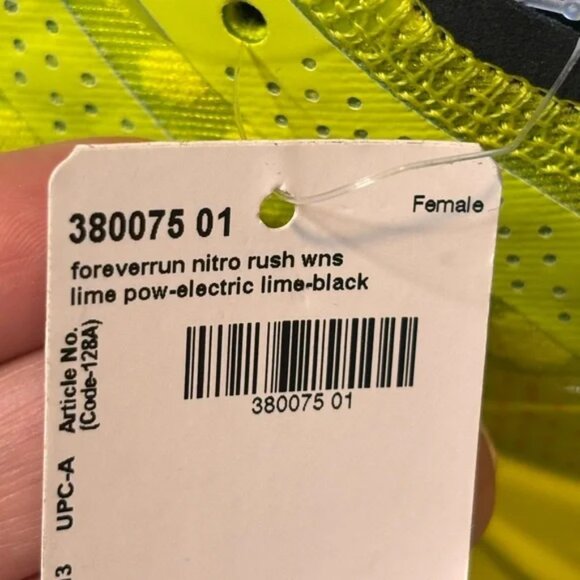 380075 01
Female
foreverrun nitro rush wns
lime pow-electric lime-black
Article No.
(Code-128A)
380075 01
UPC-A